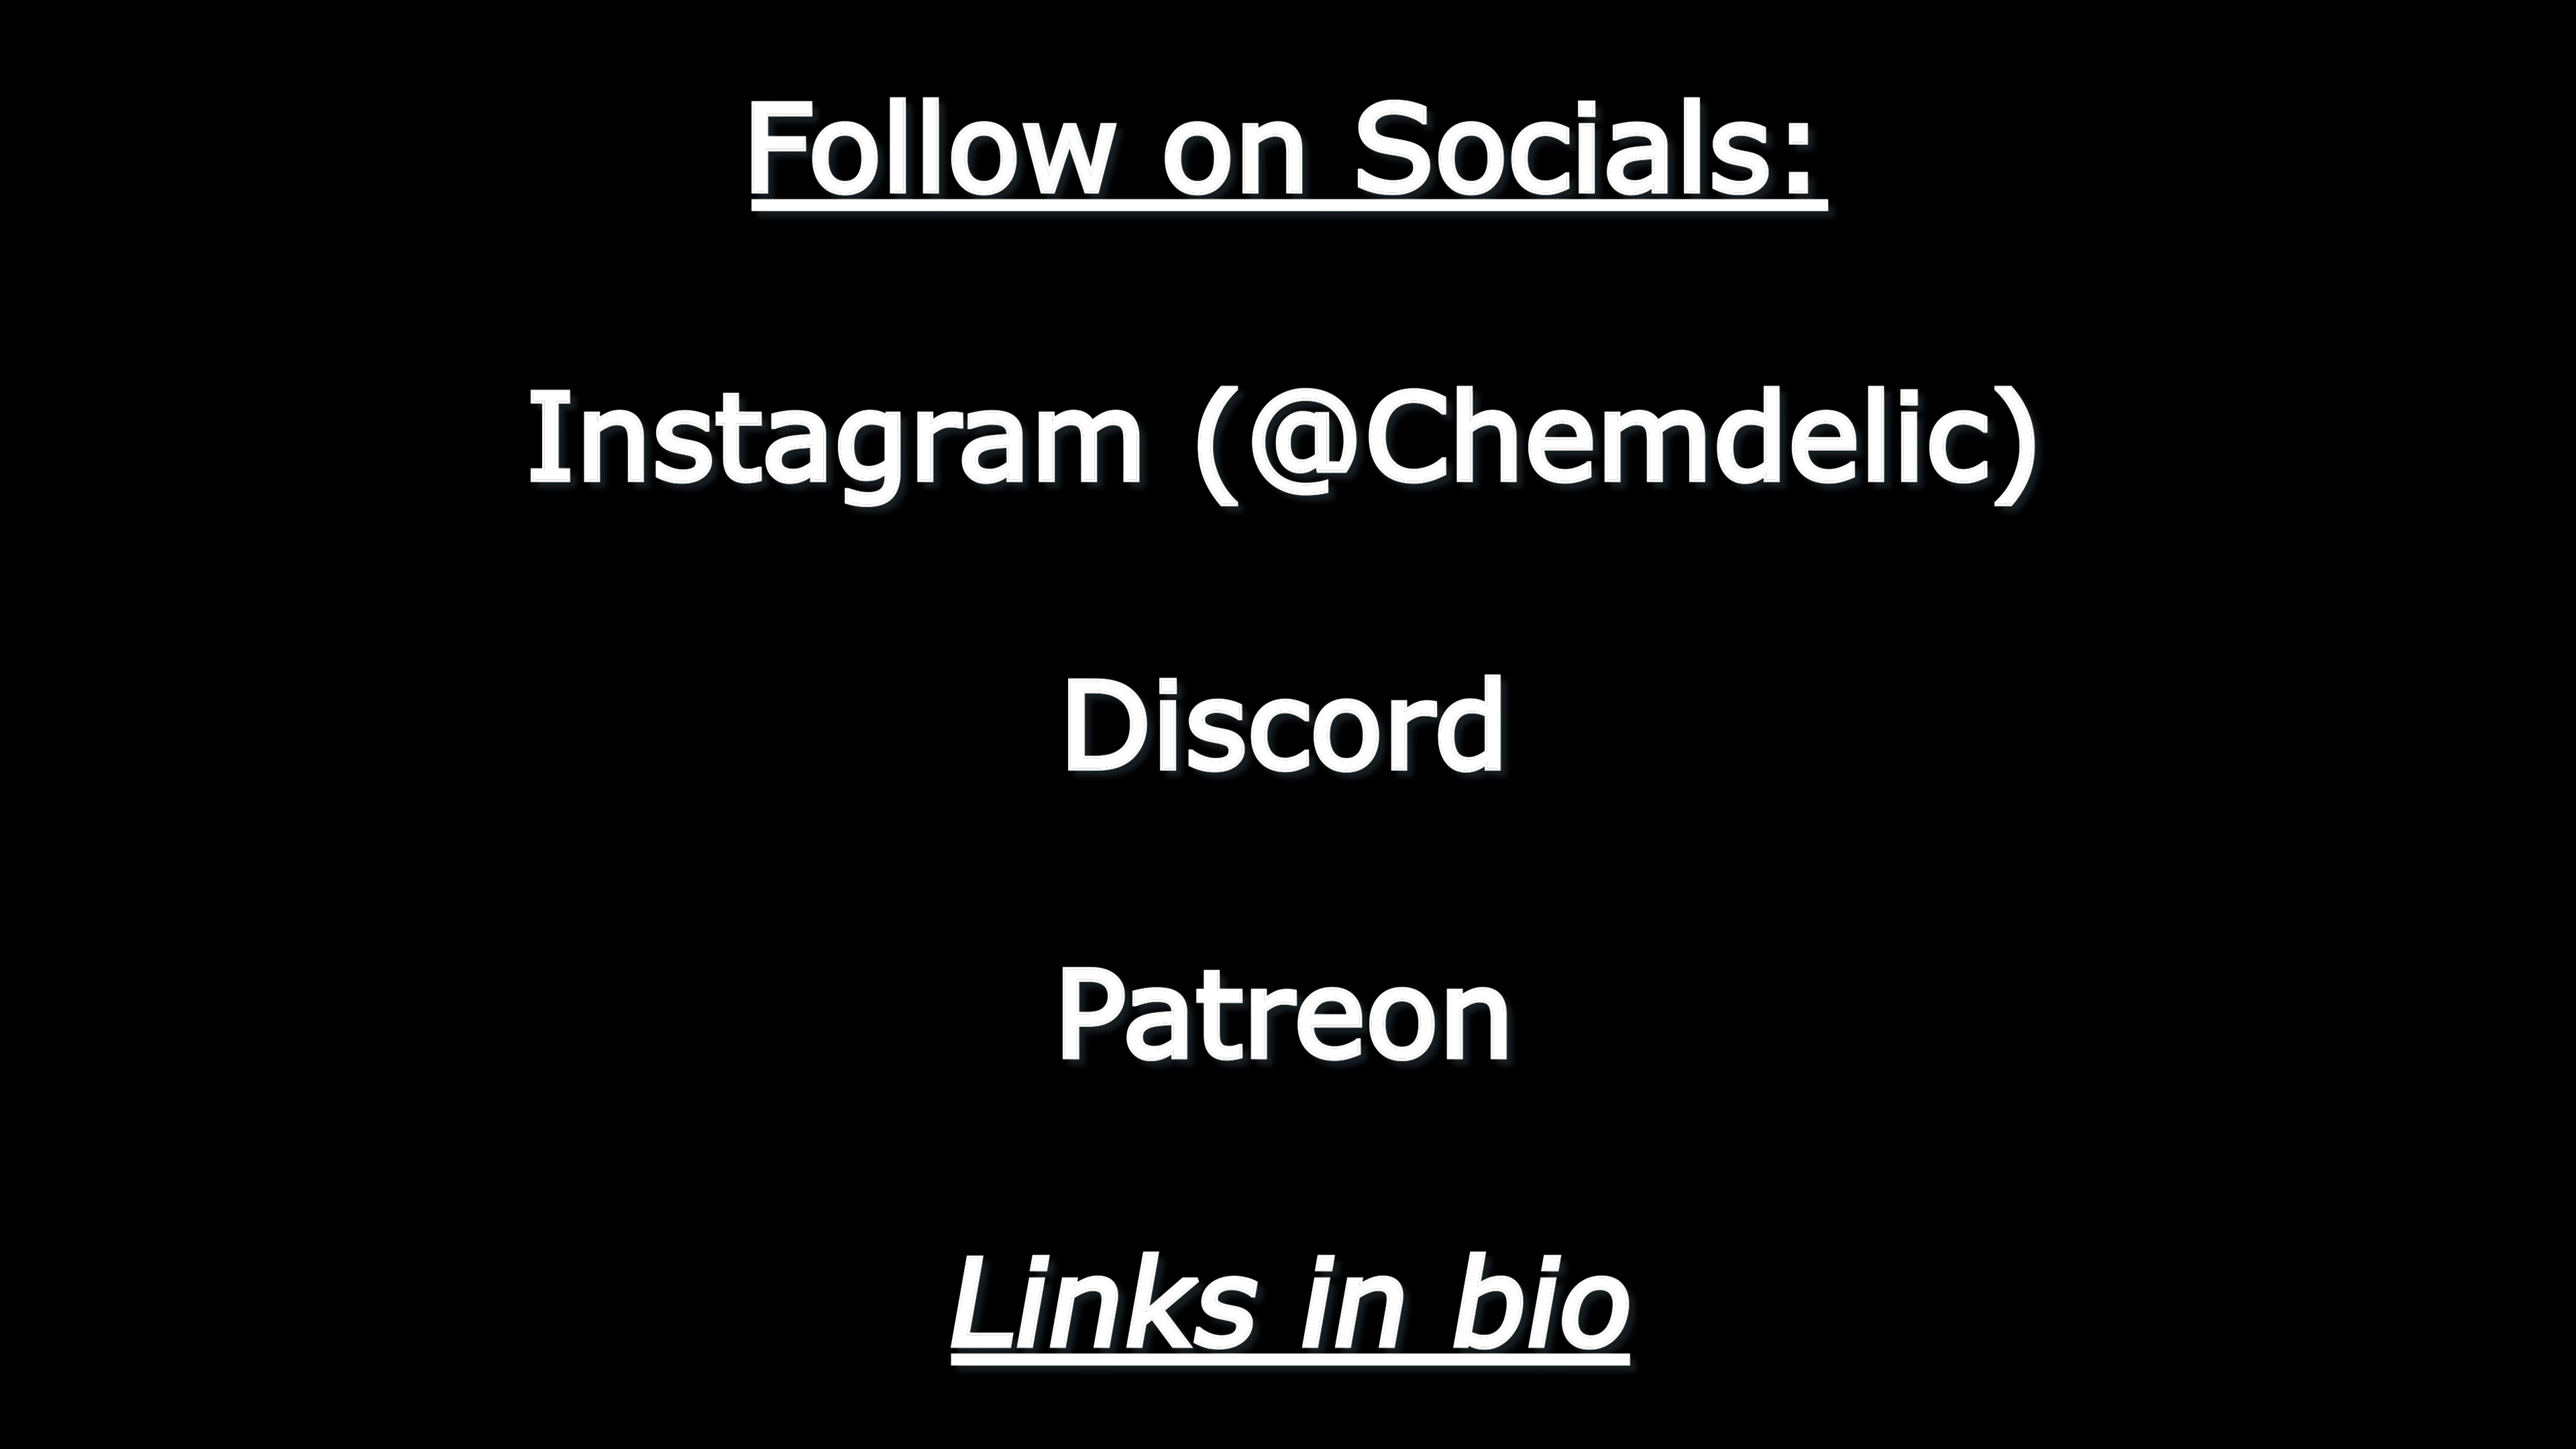 Follow on Socials:
Instagram (@Chemdelic)
Discord
Patreon
Links in bio